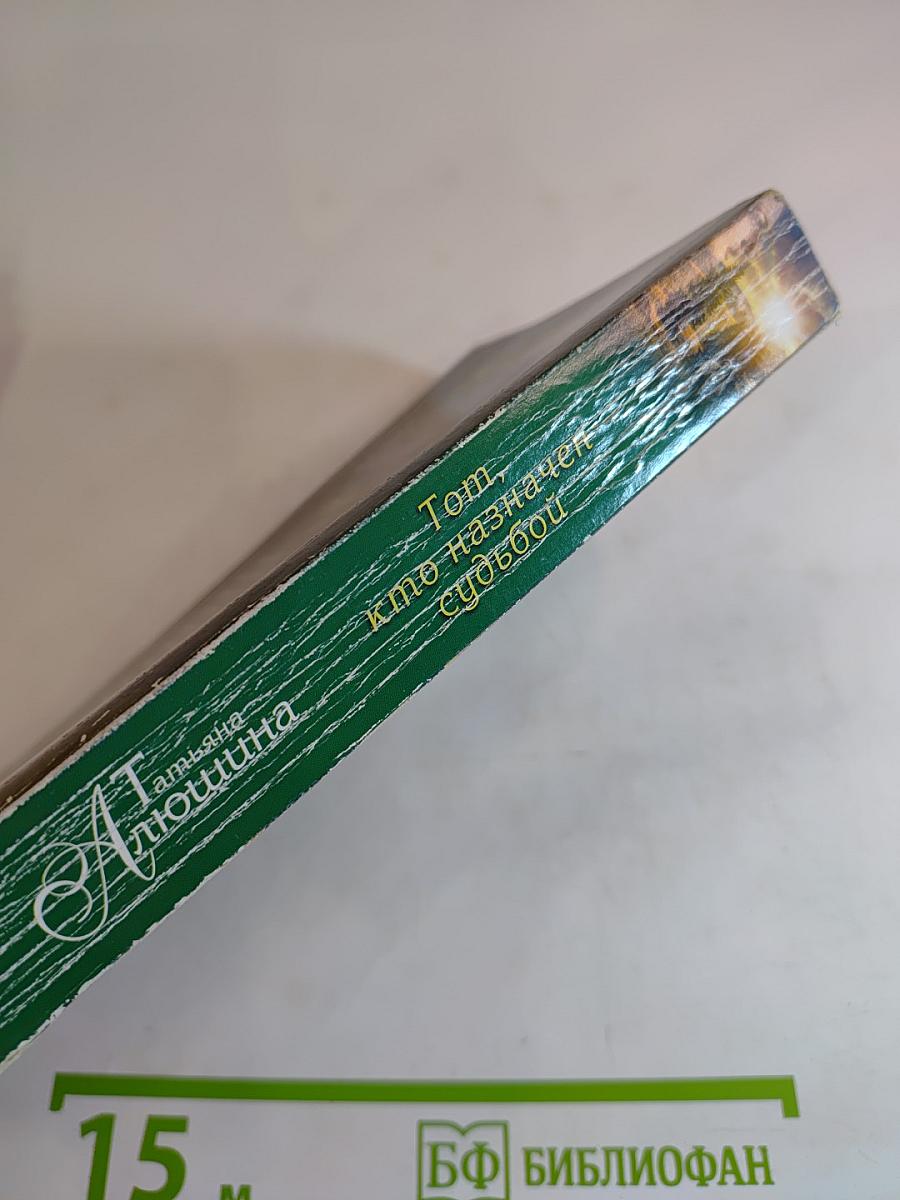 Тот,
кто назначен
судьбой
Татьяна
Алюшина
15 м
БФ БИБЛИОФАН